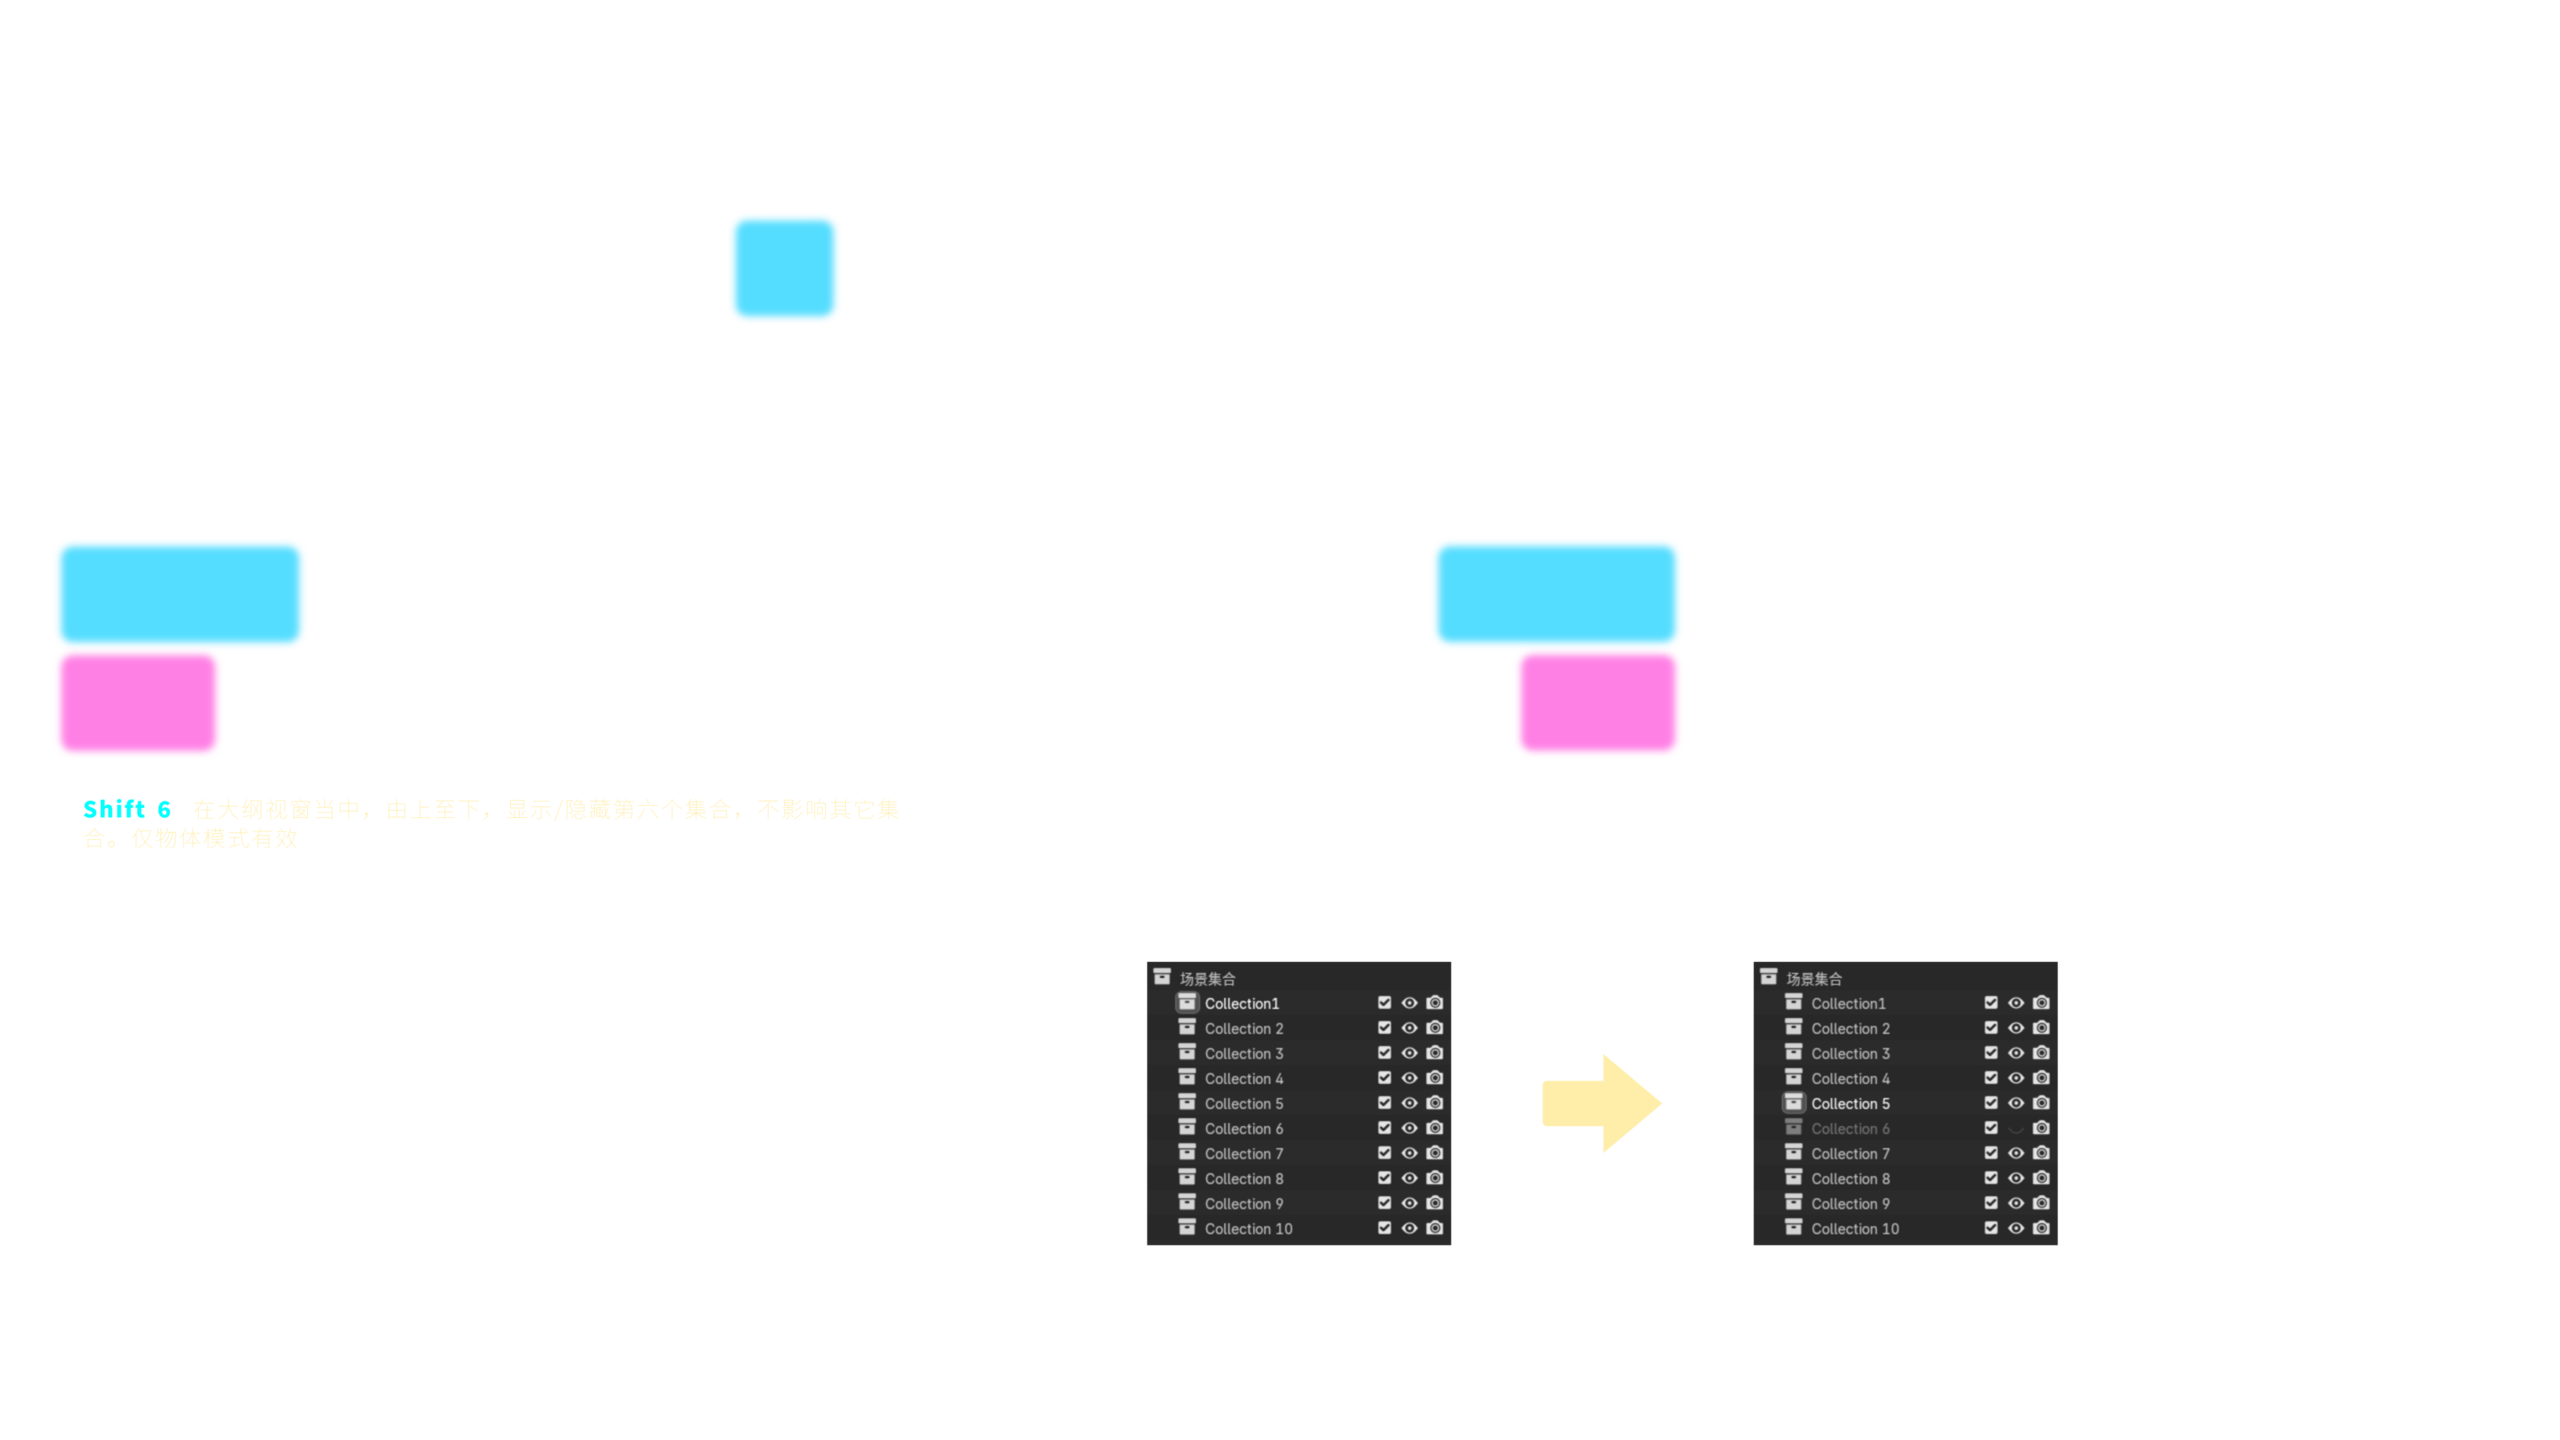 Shift 6 在大纲视窗当中，由上至下，显示/隐藏第六个集合，不影响其它集
合。仅物体模式有效
场景集合
Collection1
Collection 2
Collection 3
Collection 4
Collection 5
Collection 6
Collection 7
Collection 8
Collection 9
Collection 10
场景集合
Collection1
Collection 2
Collection 3
Collection 4
Collection 5
Collection 6
Collection 7
Collection 8
Collection 9
Collection 10